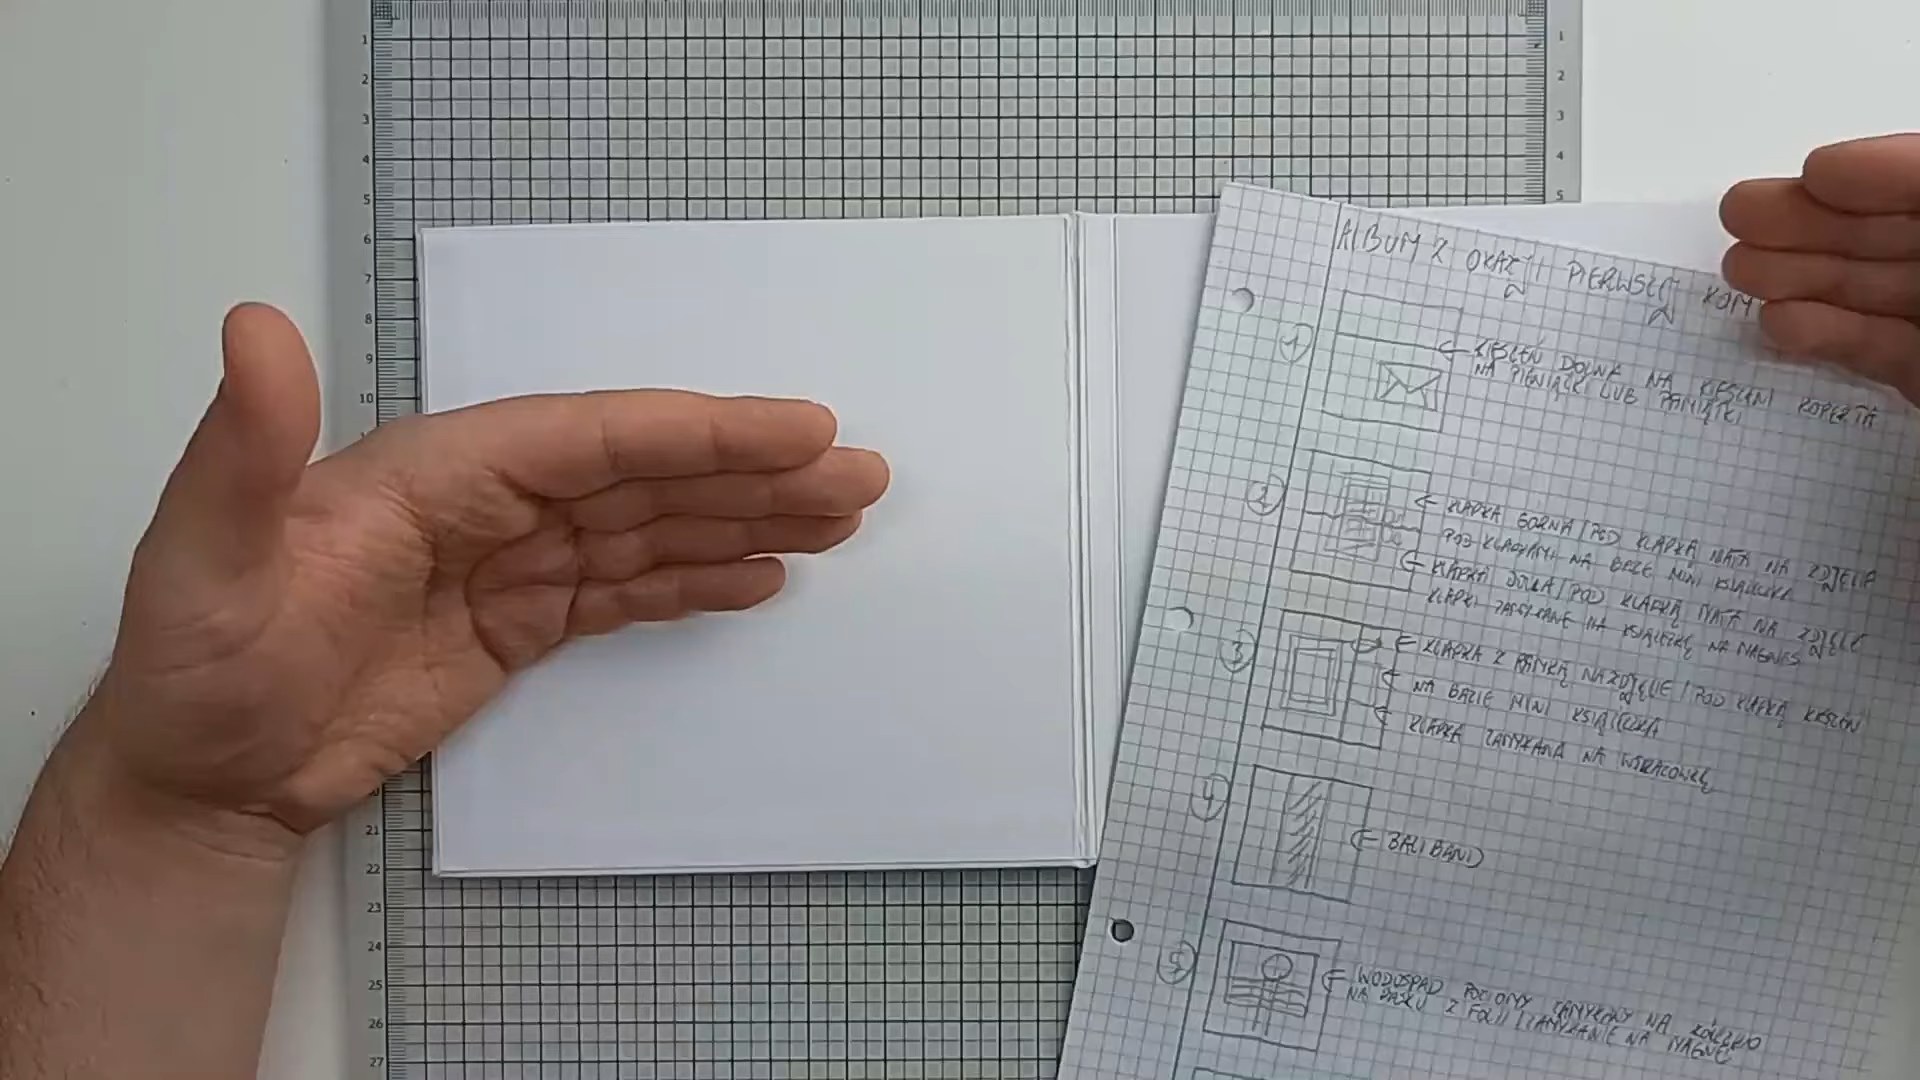 ALBUM Z OKAZJI PIERWSZEJ KOM
1
KIESZEŃ DOLNA NA KIESZENI KOPERTA
NA PIENIĄŻKI LUB PAMIĄTKI
2
KLAPKA GÓRNA / POD KLAPKĄ MATA NA ZDJĘCIA
POD KLAPKAMI NA BAZIE MINI KSIĄŻECZKA
KLAPKA DOLNA / POD KLAPKĄ MATA NA ZDJĘCIE
KLAPKI ZAMYKANE NA KSIĄŻECZKĘ NA MAGNES
3
KLAPKA Z RAMKĄ NA ZDJĘCIE / POD KLAPKĄ KIESZEŃ
NA BAZIE MINI KSIĄŻECZKA
KLAPKA ZAMYKANA NA
4
BALIBAND
5
WODOSPAD POZIOMY ZAMYKANY NA KÓŁECZKO
NA PASKU Z FOLII / ZAMYKANIE NA MAGNES
1
2
3
4
5
6
7
8
9
10
21
22
23
24
25
26
27
1
2
3
4
5